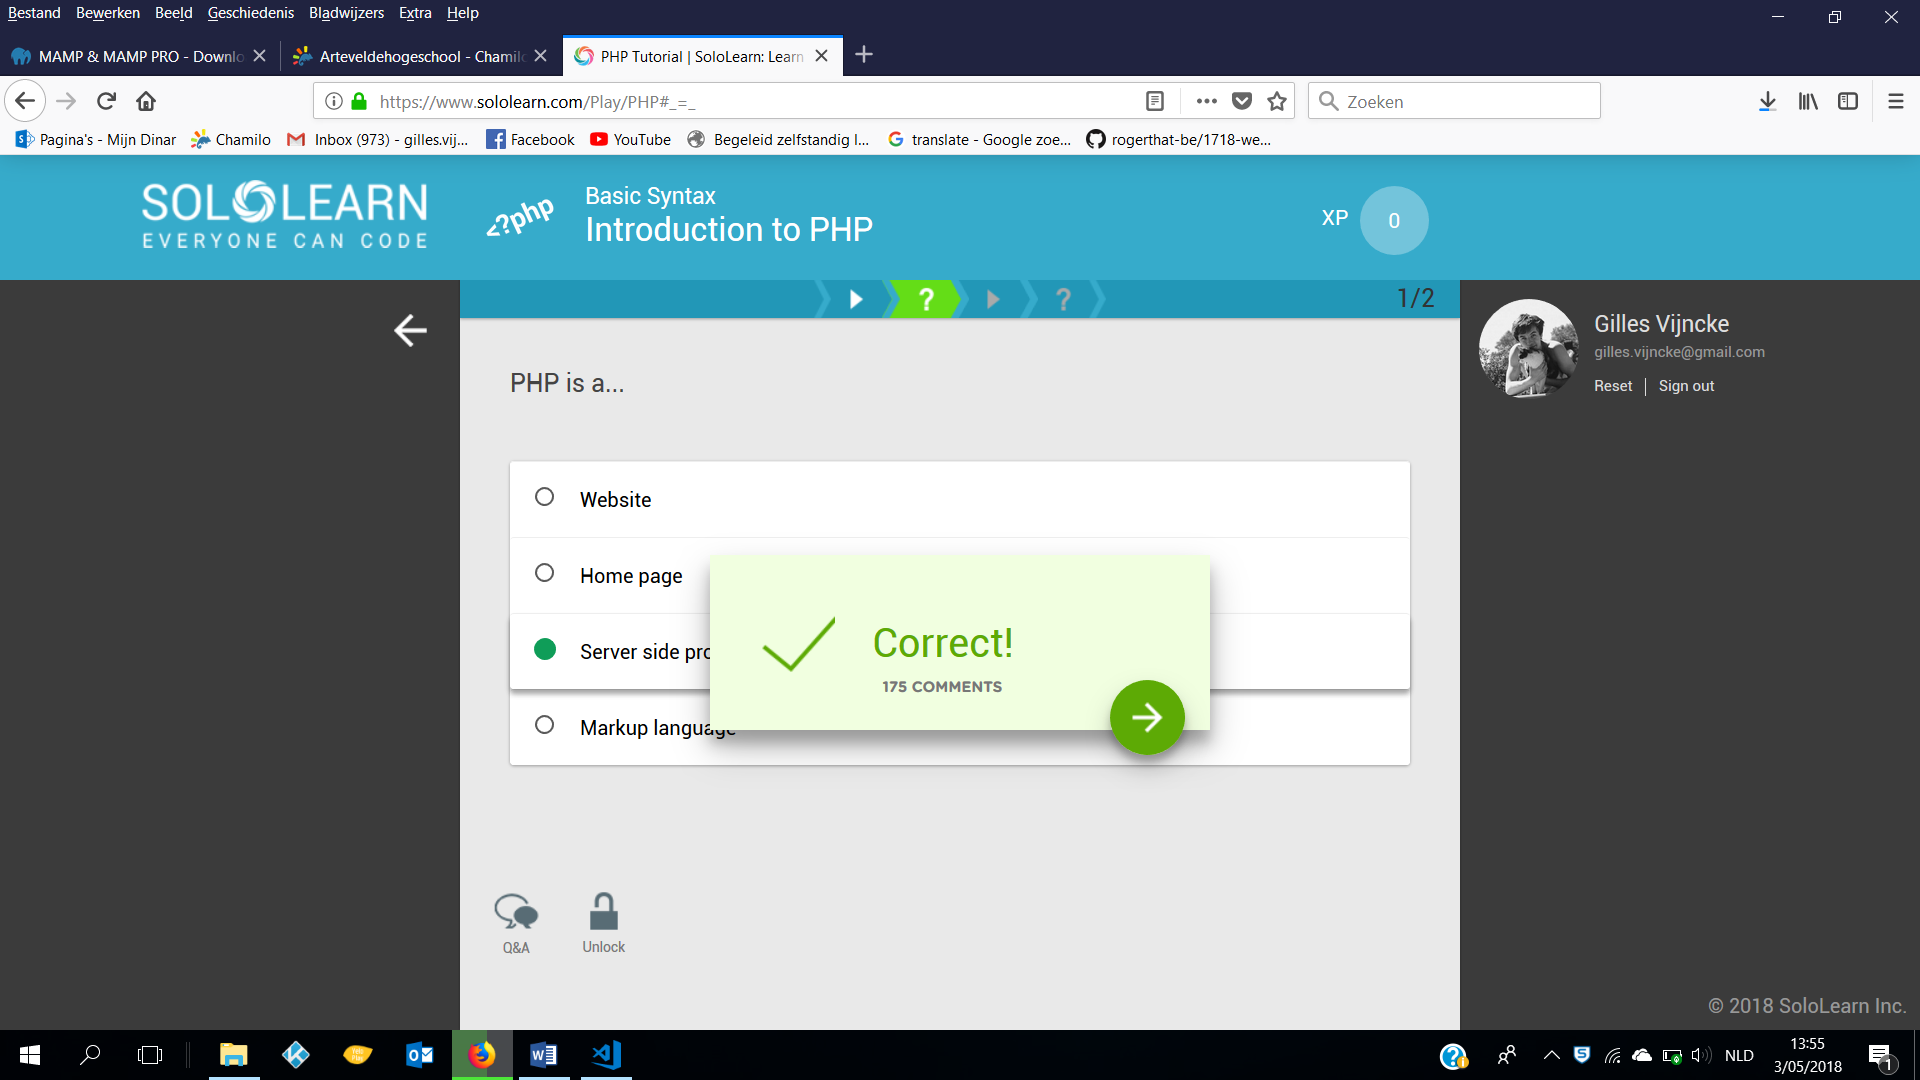 Bestand Bewerken Beeld Geschiedenis Bladwijzers Extra Help
MAMP & MAMP PRO - Downlo Arteveldehogeschool - Chamilo PHP Tutorial | SoloLearn: Learn
https://www.sololearn.com/Play/PHP#_=_ Zoeken
Pagina's - Mijn Dinar Chamilo Inbox (973) - gilles.vij... Facebook YouTube Begeleid zelfstandig l... translate - Google zoe... rogerthat-be/1718-we...
SOLOLEARN
EVERYONE CAN CODE
<?php
Basic Syntax
Introduction to PHP
XP 0
? ? 1/2
Gilles Vijncke
gilles.vijncke@gmail.com
Reset | Sign out
PHP is a...
Website
Home page
Server side pro
Markup language
Correct!
175 COMMENTS
Q&A Unlock
© 2018 SoloLearn Inc.
NLD
13:55
3/05/2018
1